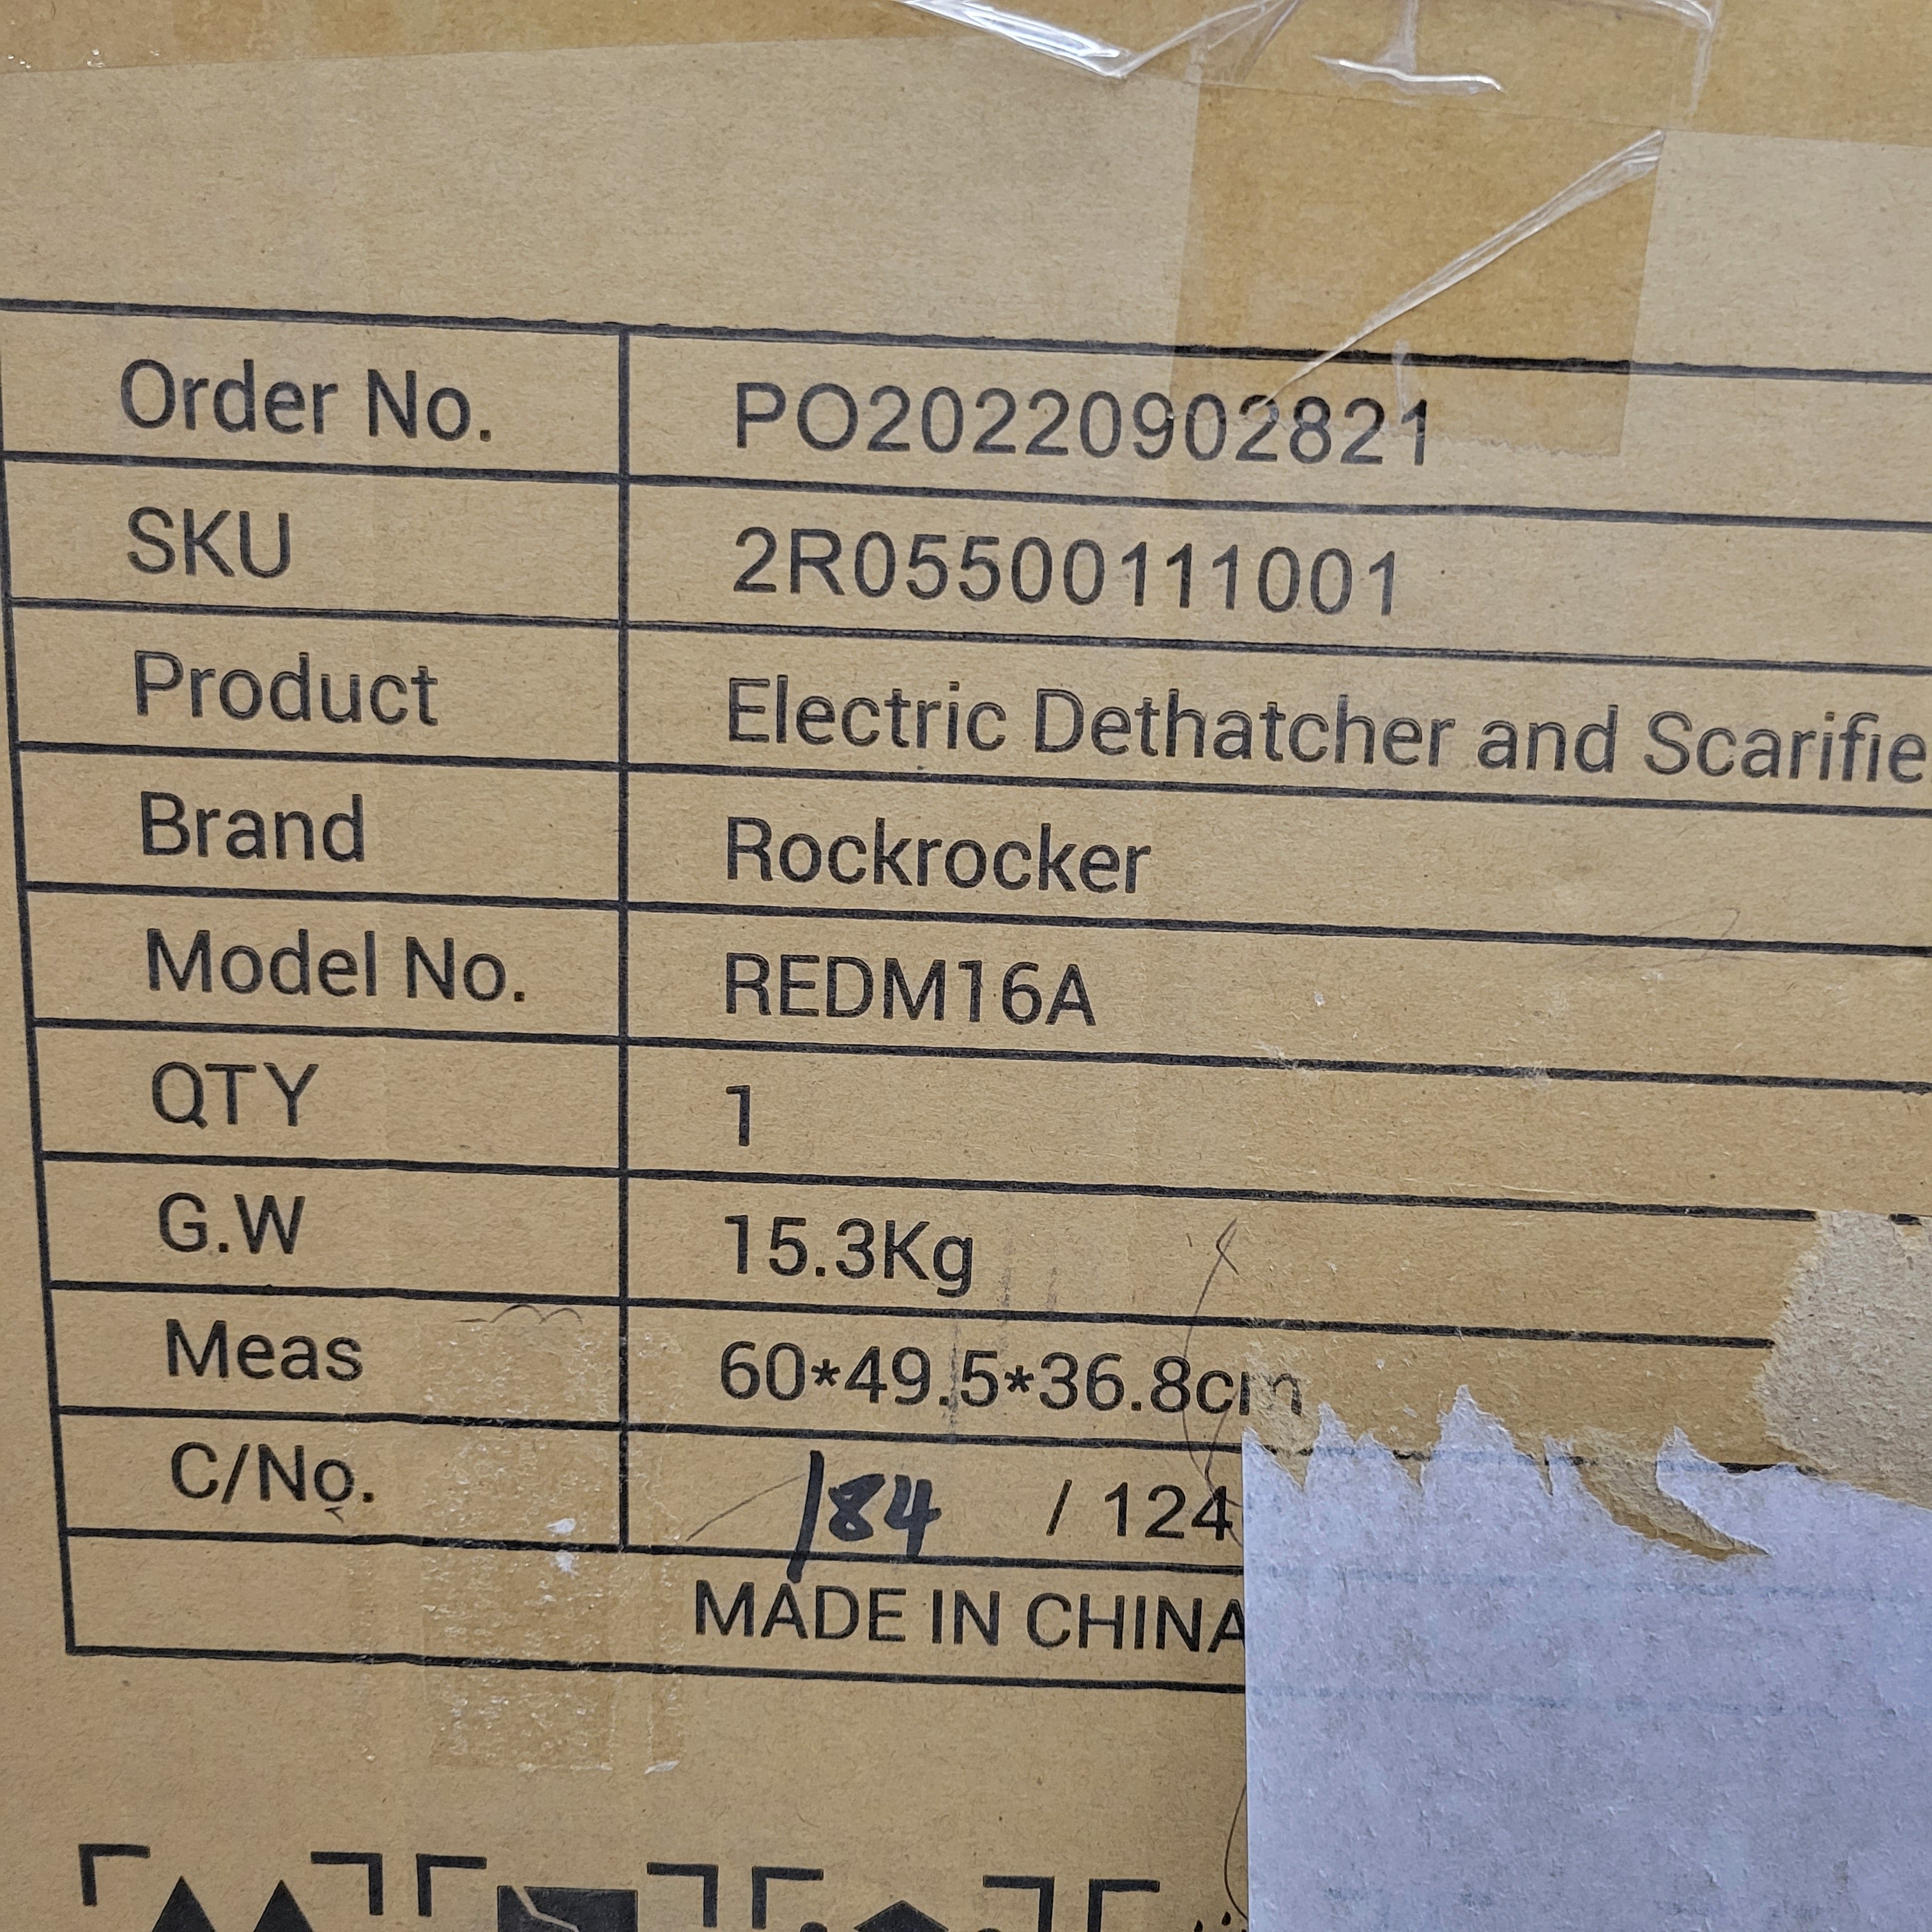 Order No. PO20220902821
SKU 2R05500111001
Product Electric Dethatcher and Scarifie
Brand Rockrocker
Model No. REDM16A
QTY 1
G.W 15.3Kg
Meas 60*49.5*36.8cm
C/No. 184 / 124
MADE IN CHINA